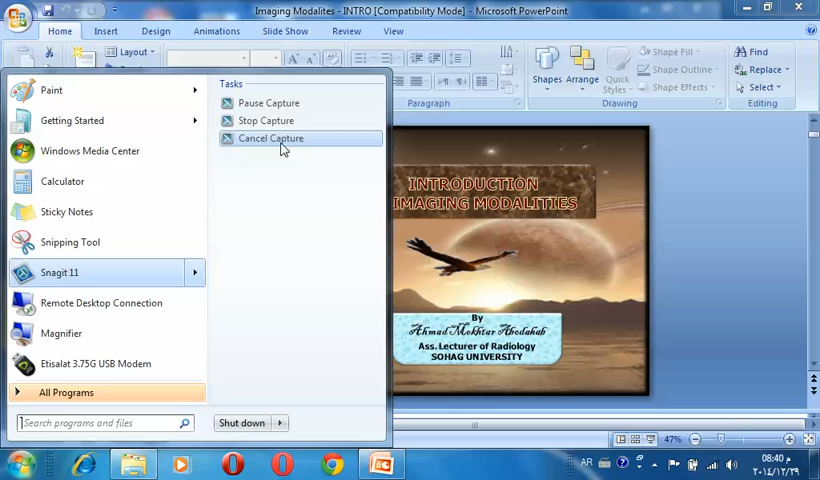 Imaging Modalites - INTRO [Compatibility Mode] - Microsoft PowerPoint
Home
Insert
Design
Animations
Slide Show
Review
View
Layout
Shapes
Arrange
Quick Styles
Shape Fill
Shape Outline
Shape Effects
Find
Replace
Select
Paragraph
Drawing
Editing
Paint
Getting Started
Windows Media Center
Calculator
Sticky Notes
Snipping Tool
Snagit 11
Remote Desktop Connection
Magnifier
Etisalat 3.75G USB Modem
All Programs
Search programs and files
Shut down
Tasks
Pause Capture
Stop Capture
Cancel Capture
INTRODUCTION
IMAGING MODALITIES
By
Ahmad Mokhtar Abodahab
Ass. Lecturer of Radiology
SOHAG UNIVERSITY
47%
AR
08:40 م
٢٠١٤/١٢/٢٩